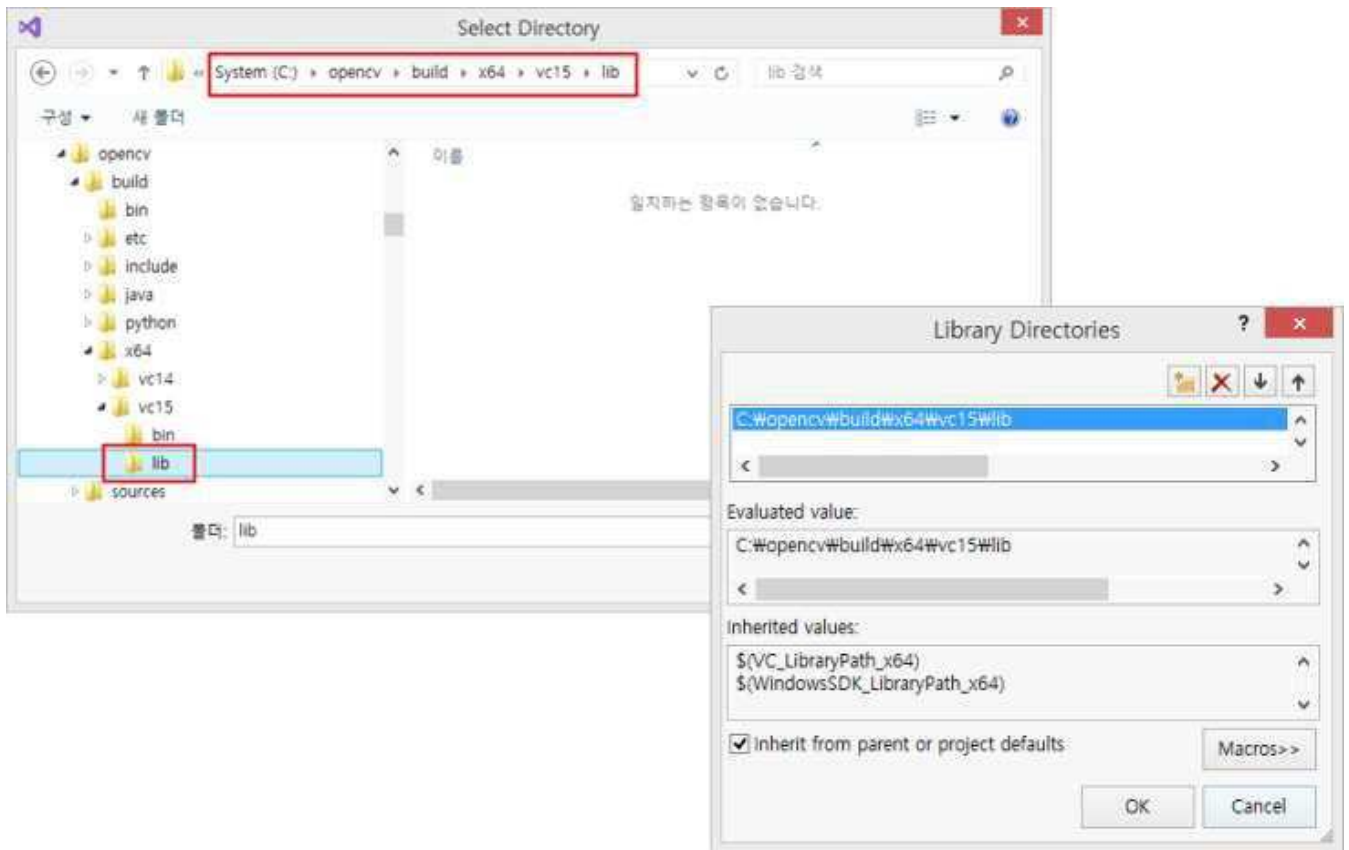 Select Directory
« System (C:) ▸ opencv ▸ build ▸ x64 ▸ vc15 ▸ lib
lib 검색
구성
새 폴더
opencv
이름
build
일치하는 항목이 없습니다.
bin
etc
include
java
python
x64
vc14
vc15
bin
lib
sources
폴더: lib
Library Directories
?
C:₩opencv₩build₩x64₩vc15₩lib
Evaluated value:
C:₩opencv₩build₩x64₩vc15₩lib
Inherited values:
$(VC_LibraryPath_x64)
$(WindowsSDK_LibraryPath_x64)
Inherit from parent or project defaults
Macros>>
OK
Cancel